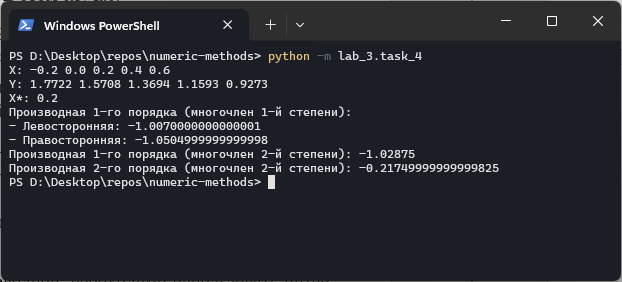 Windows PowerShell
PS D:\Desktop\repos\numeric-methods> python -m lab_3.task_4
X: -0.2 0.0 0.2 0.4 0.6
Y: 1.7722 1.5708 1.3694 1.1593 0.9273
X*: 0.2
Производная 1-го порядка (многочлен 1-й степени):
- Левосторонняя: -1.0070000000000001
- Правосторонняя: -1.0504999999999998
Производная 1-го порядка (многочлен 2-й степени): -1.02875
Производная 2-го порядка (многочлен 2-й степени): -0.21749999999999825
PS D:\Desktop\repos\numeric-methods>